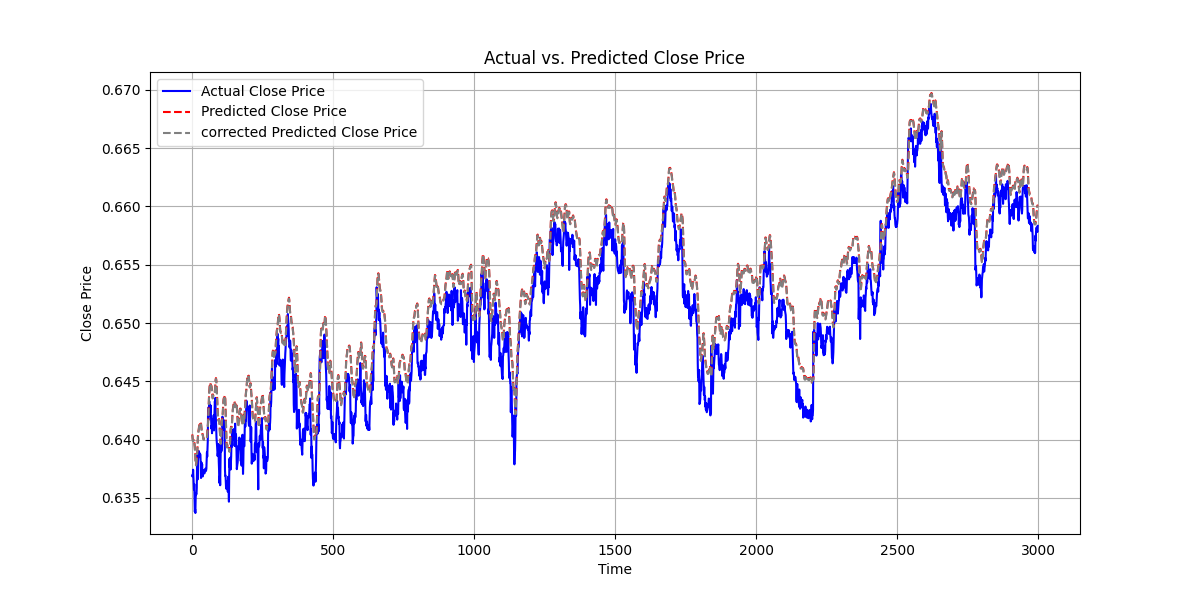 Actual vs. Predicted Close Price
Actual Close Price
Predicted Close Price
corrected Predicted Close Price
0.670
0.665
0.660
0.655
0.650
0.645
0.640
0.635
Close Price
0 500 1000 1500 2000 2500 3000
Time